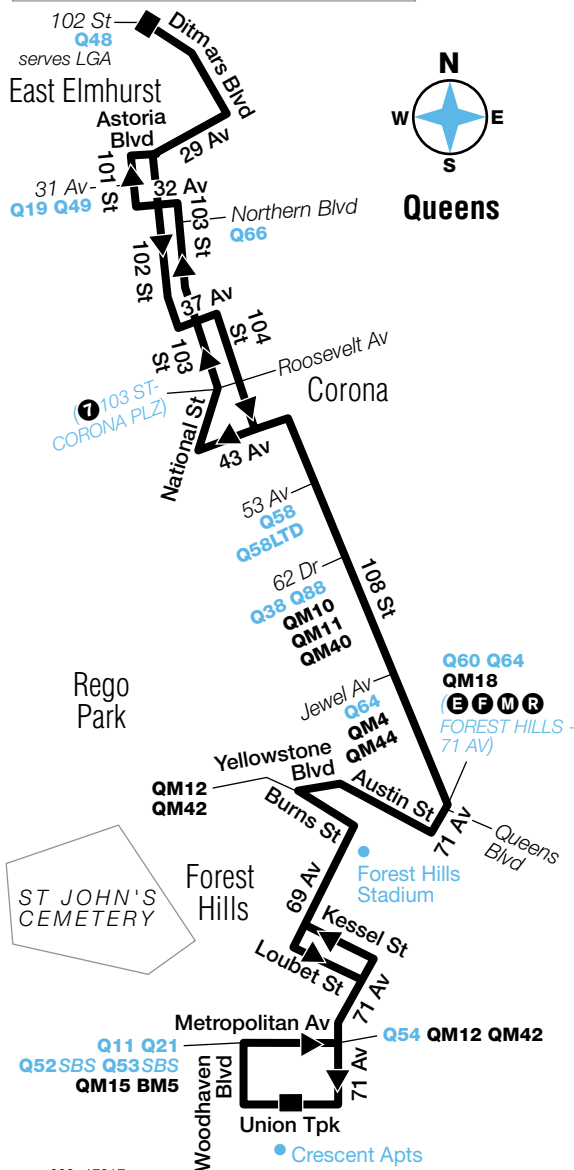 102 St
Q48
serves LGA
Ditmars Blvd
East Elmhurst
Astoria
Blvd
29 Av
N
W E
S
Queens
101 St
31 Av
Q19 Q49
32 Av
103 St
Northern Blvd
Q66
102 St
37 Av
103 St
104 St
Roosevelt Av
Corona
(7 103 ST-
CORONA PLZ)
National St
43 Av
53 Av
Q58
Q58LTD
62 Dr
Q38 Q88
QM10
QM11
QM40
108 St
Rego
Park
Jewel Av
Q64
QM4
QM44
Q60 Q64
QM18
(E F M R
FOREST HILLS -
71 AV)
Yellowstone
Blvd
QM12
QM42
Burns St
Austin St
71 Av
Queens
Blvd
Forest Hills
Stadium
ST JOHN'S
CEMETERY
Forest
Hills
69 Av
Kessel St
Loubet St
71 Av
Metropolitan Av
Q54 QM12 QM42
Q11 Q21
Q52SBS Q53SBS
QM15 BM5
Woodhaven
Blvd
71 Av
Union Tpk
Crescent Apts